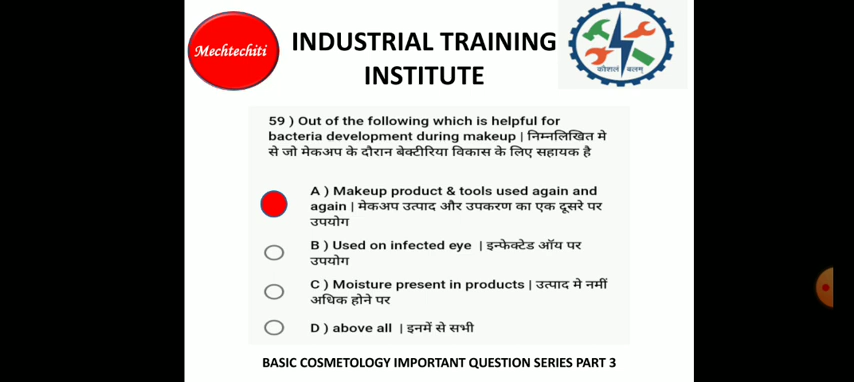 Mechtechiti
INDUSTRIAL TRAINING
INSTITUTE
कौशलं बलम्
59 ) Out of the following which is helpful for
bacteria development during makeup | निम्नलिखित मे
से जो मेकअप के दौरान बेक्टीरिया विकास के लिए सहायक है
A ) Makeup product & tools used again and
again | मेकअप उत्पाद और उपकरण का एक दूसरे पर
उपयोग
B ) Used on infected eye | इन्फेक्टेड ऑय पर
उपयोग
C ) Moisture present in products | उत्पाद मे नमीं
अधिक होने पर
D ) above all | इनमें से सभी
BASIC COSMETOLOGY IMPORTANT QUESTION SERIES PART 3